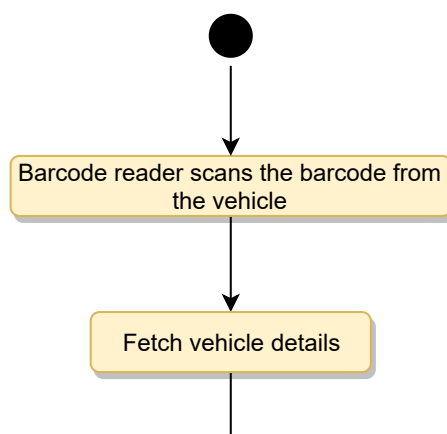 Barcode reader scans the barcode from
the vehicle
Fetch vehicle details